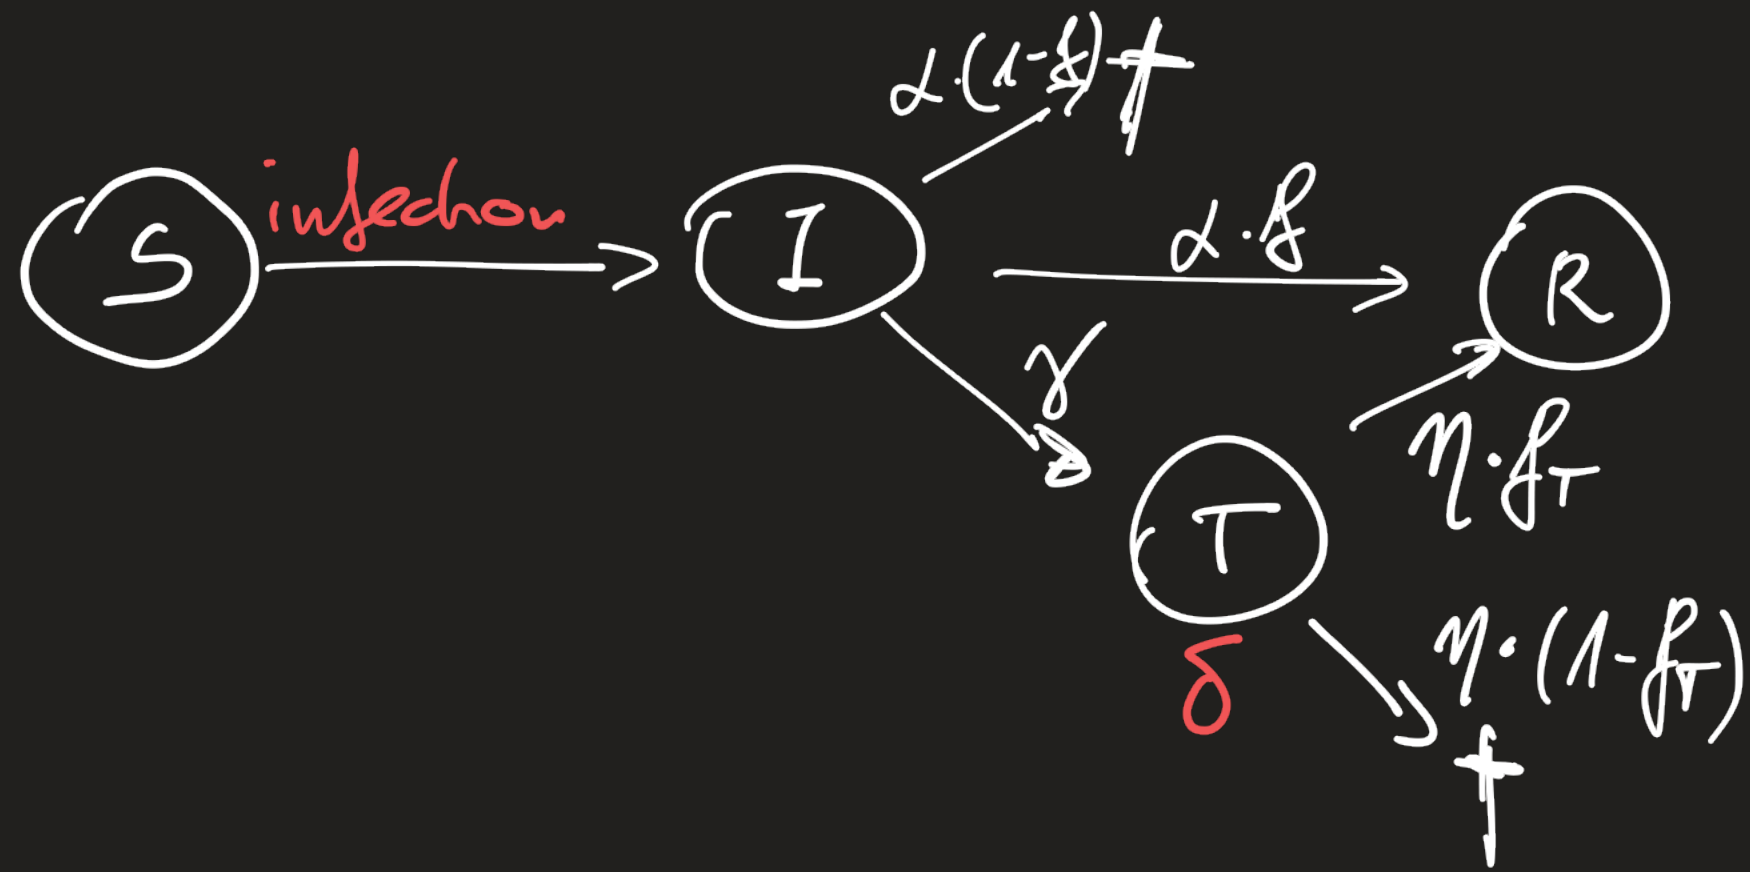 α·(1-f) †
infection
S
I
α·f
R
γ
η·f_T
T
δ
η·(1-f_T)
†